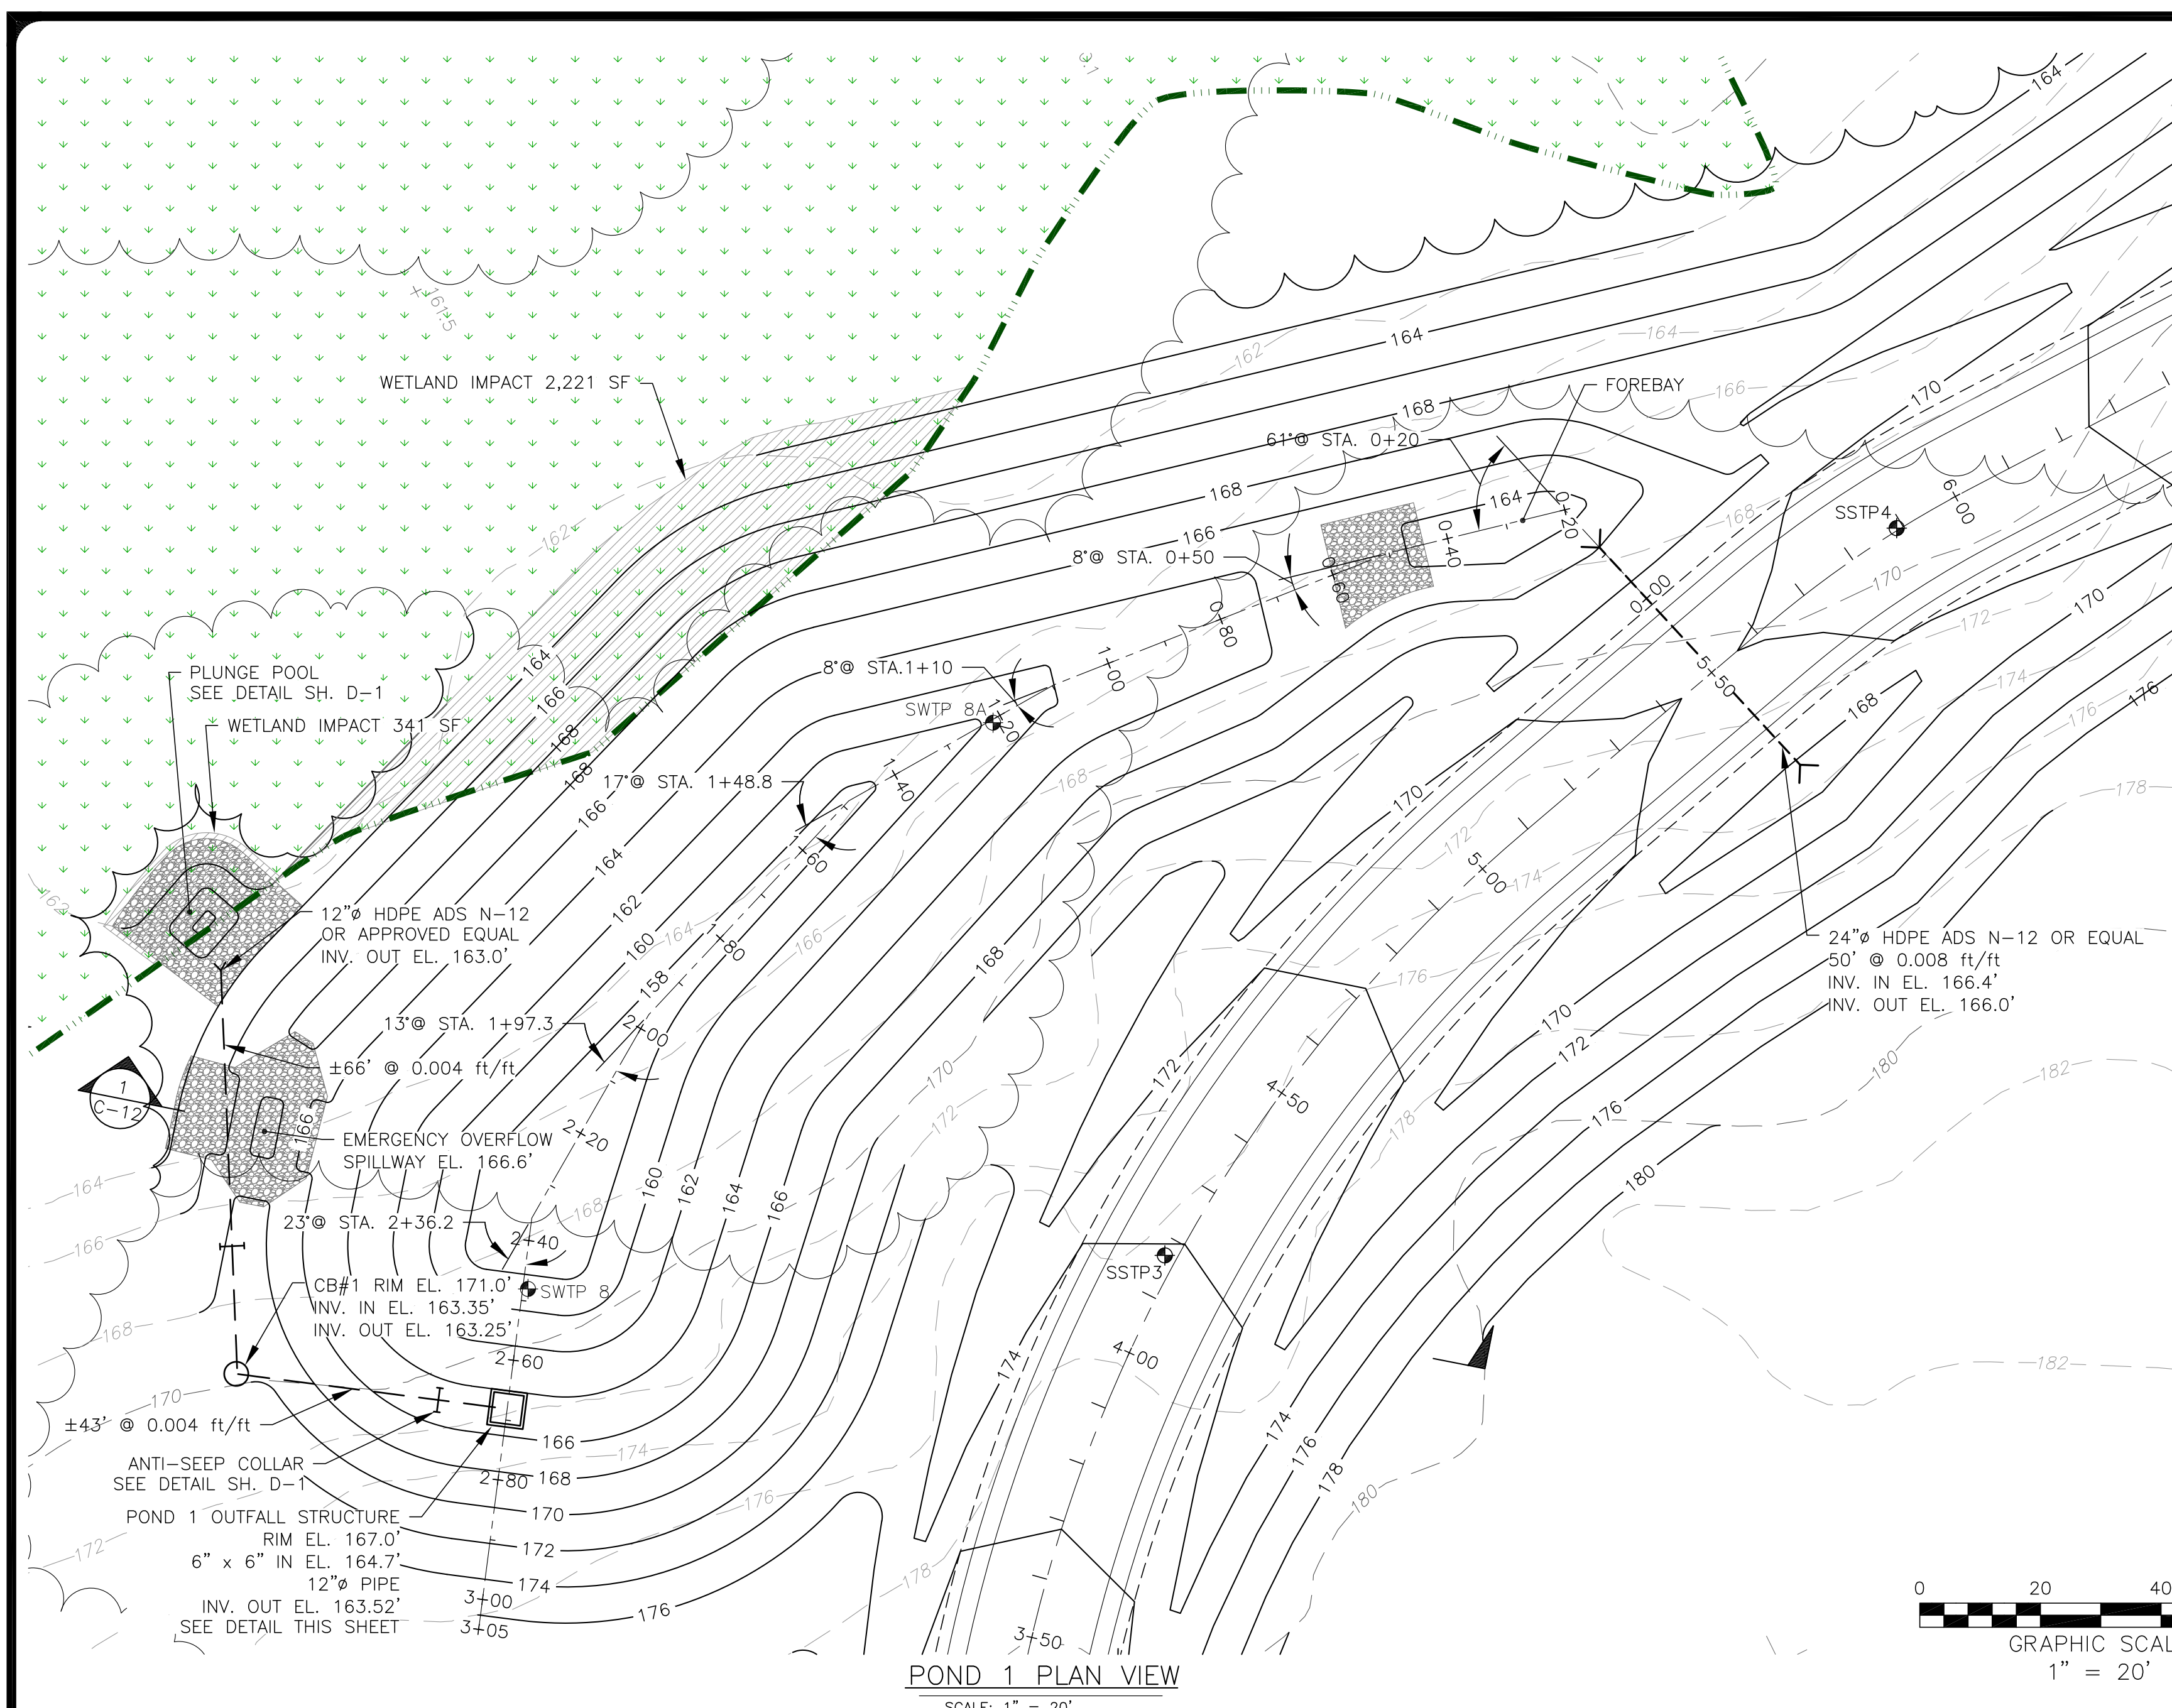 3.1
164
161.5
WETLAND IMPACT 2,221 SF
162
164
164
166
FOREBAY
168
170
61°@ STA. 0+20
168
164
0+20
166
0+40
168
SSTP4
6+00
8°@ STA. 0+50
0+60
162
0+80
0+00
170
170
172
164
PLUNGE POOL
SEE DETAIL SH. D-1
8°@ STA.1+10
1+00
5+50
174
176
176
WETLAND IMPACT 341 SF
166
SWTP 8A
1+20
168
168
168
17°@ STA. 1+48.8
1+40
168
178
166
170
172
164
1+60
5+00
174
162
162
12"ø HDPE ADS N-12
OR APPROVED EQUAL
INV. OUT EL. 163.0'
160
164
1+80
166
168
24"ø HDPE ADS N-12 OR EQUAL
50' @ 0.008 ft/ft
INV. IN EL. 166.4'
INV. OUT EL. 166.0'
158
176
13°@ STA. 1+97.3
2+00
170
172
180
±66' @ 0.004 ft/ft
170
172
182
1
C-12
166
EMERGENCY OVERFLOW
SPILLWAY EL. 166.6'
2+20
172
4+50
178
176
164
160
162
164
166
180
166
23°@ STA. 2+36.2
168
2+40
SSTP3
CB#1 RIM EL. 171.0'
INV. IN EL. 163.35'
INV. OUT EL. 163.25'
SWTP 8
168
2+60
4+00
182
170
174
±43' @ 0.004 ft/ft
166
174
174
176
ANTI-SEEP COLLAR
SEE DETAIL SH. D-1
2+80
168
178
176
180
POND 1 OUTFALL STRUCTURE
RIM EL. 167.0'
6" x 6" IN EL. 164.7'
12"ø PIPE
INV. OUT EL. 163.52'
SEE DETAIL THIS SHEET
170
172
172
174
178
3+00
176
3+05
3+50
0 20 40
GRAPHIC SCAL
1" = 20'
POND 1 PLAN VIEW
SCALE: 1" = 20'